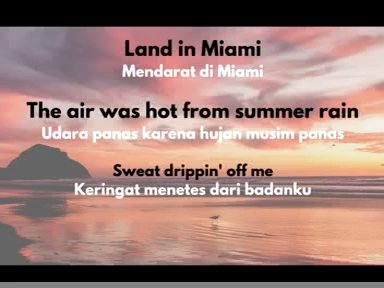 Land in Miami
Mendarat di Miami
The air was hot from summer rain
Udara panas karena hujan musim panas
Sweat drippin' off me
Keringat menetes dari badanku